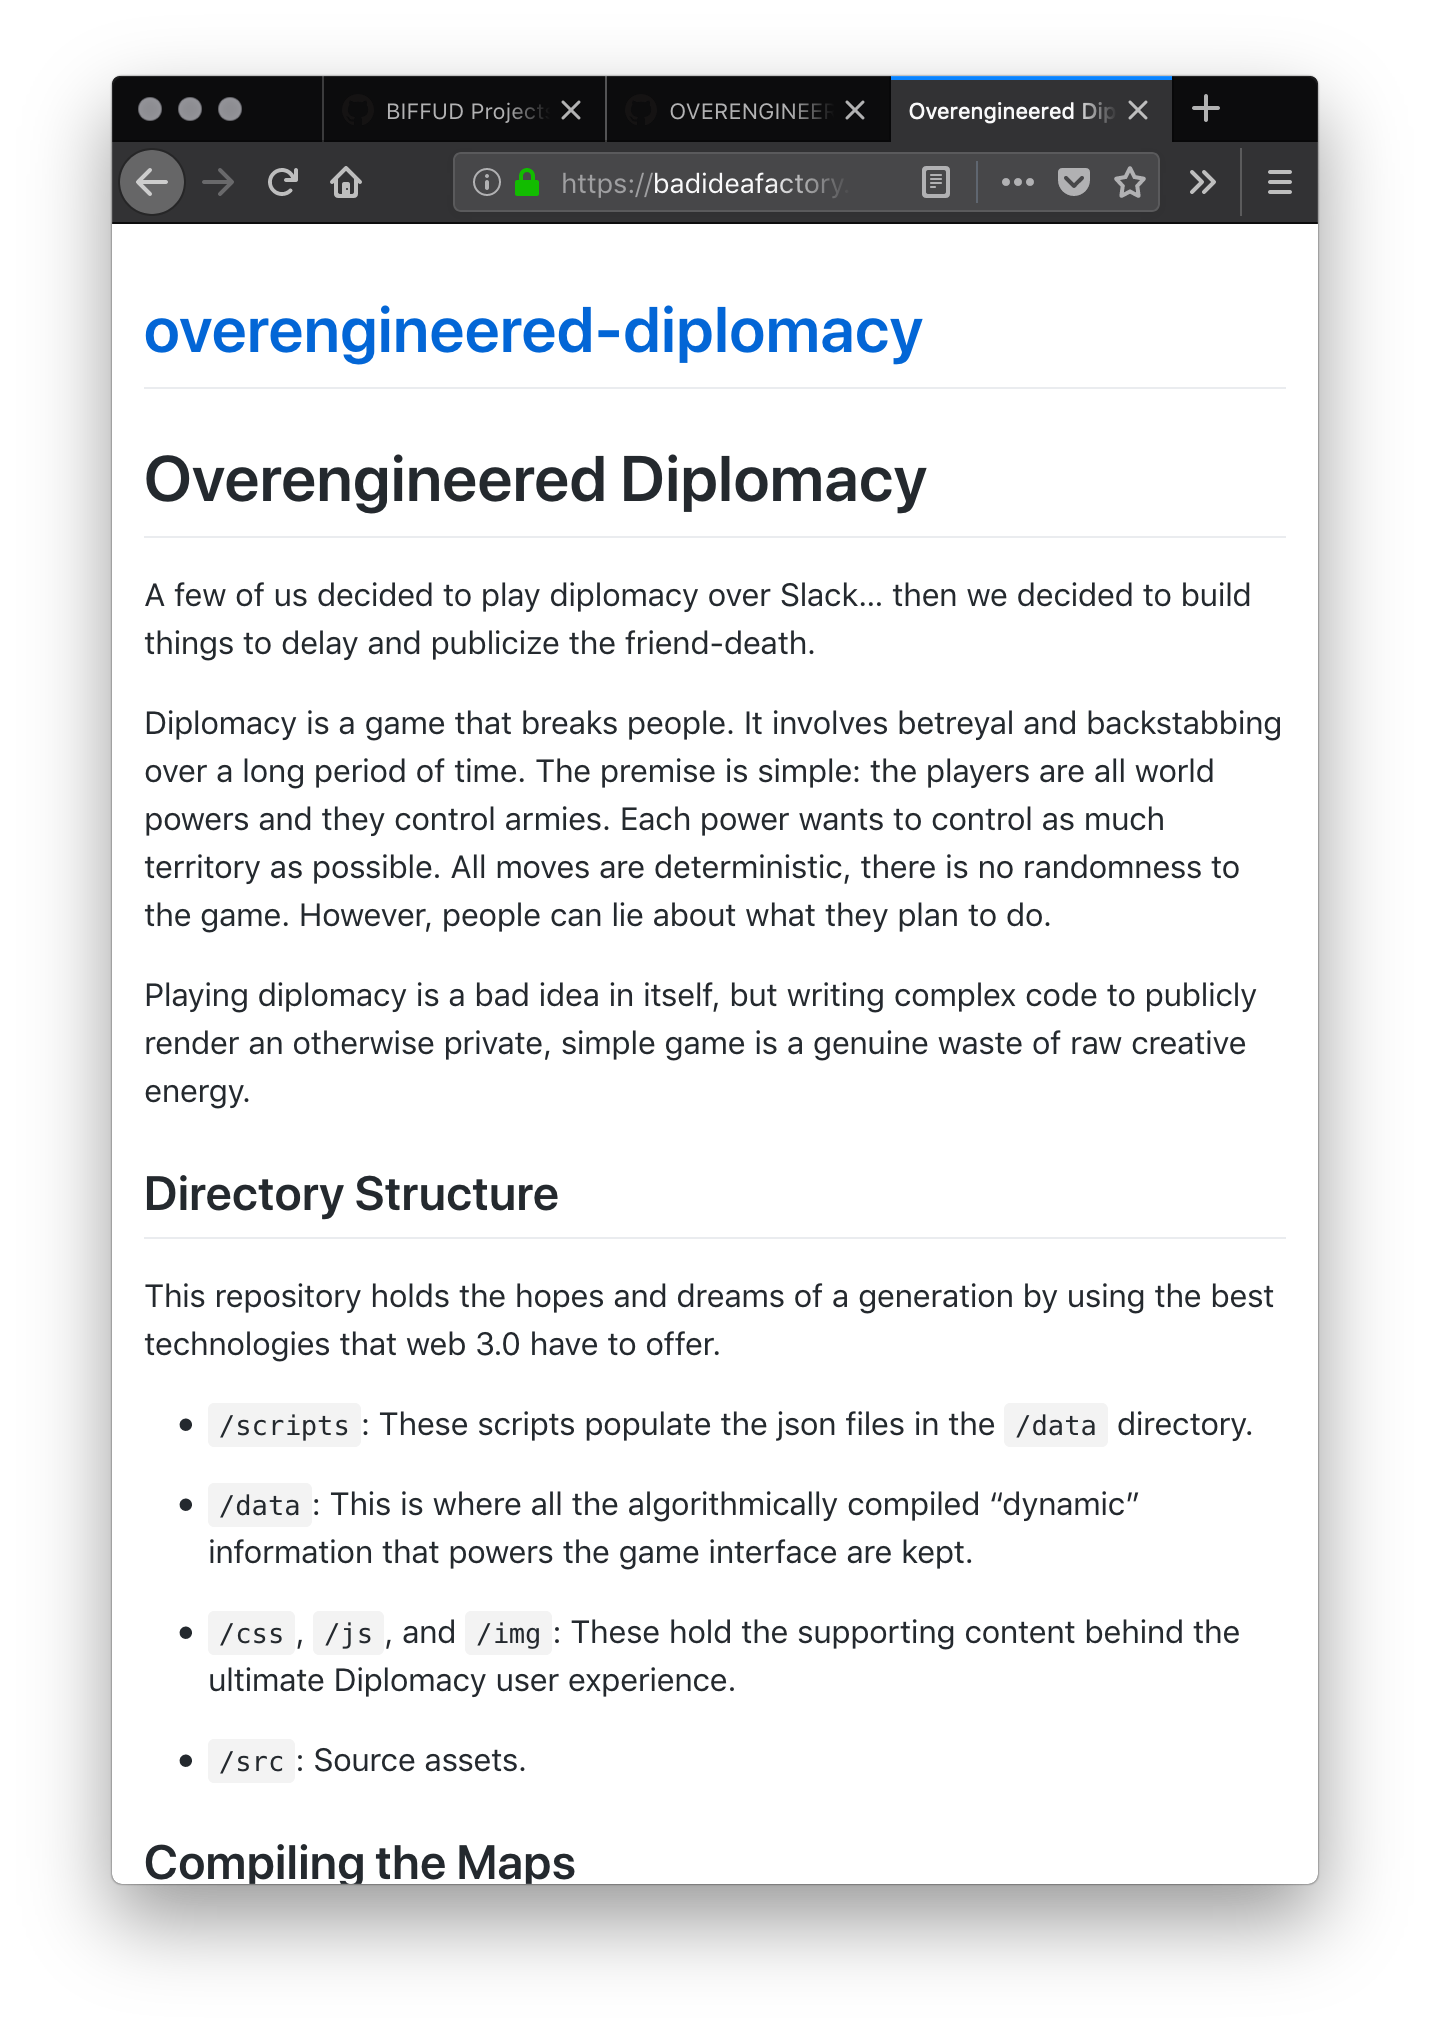 BIFFUD Project
OVERENGINEER
Overengineered Dip
https://badideafactory.
overengineered-diplomacy
Overengineered Diplomacy
A few of us decided to play diplomacy over Slack... then we decided to build
things to delay and publicize the friend-death.
Diplomacy is a game that breaks people. It involves betreyal and backstabbing
over a long period of time. The premise is simple: the players are all world
powers and they control armies. Each power wants to control as much
territory as possible. All moves are deterministic, there is no randomness to
the game. However, people can lie about what they plan to do.
Playing diplomacy is a bad idea in itself, but writing complex code to publicly
render an otherwise private, simple game is a genuine waste of raw creative
energy.
Directory Structure
This repository holds the hopes and dreams of a generation by using the best
technologies that web 3.0 have to offer.
• /scripts: These scripts populate the json files in the /data directory.
• /data: This is where all the algorithmically compiled “dynamic”
information that powers the game interface are kept.
• /css, /js, and /img: These hold the supporting content behind the
ultimate Diplomacy user experience.
• /src: Source assets.
Compiling the Maps